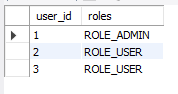 user_id roles
1 ROLE_ADMIN
2 ROLE_USER
3 ROLE_USER